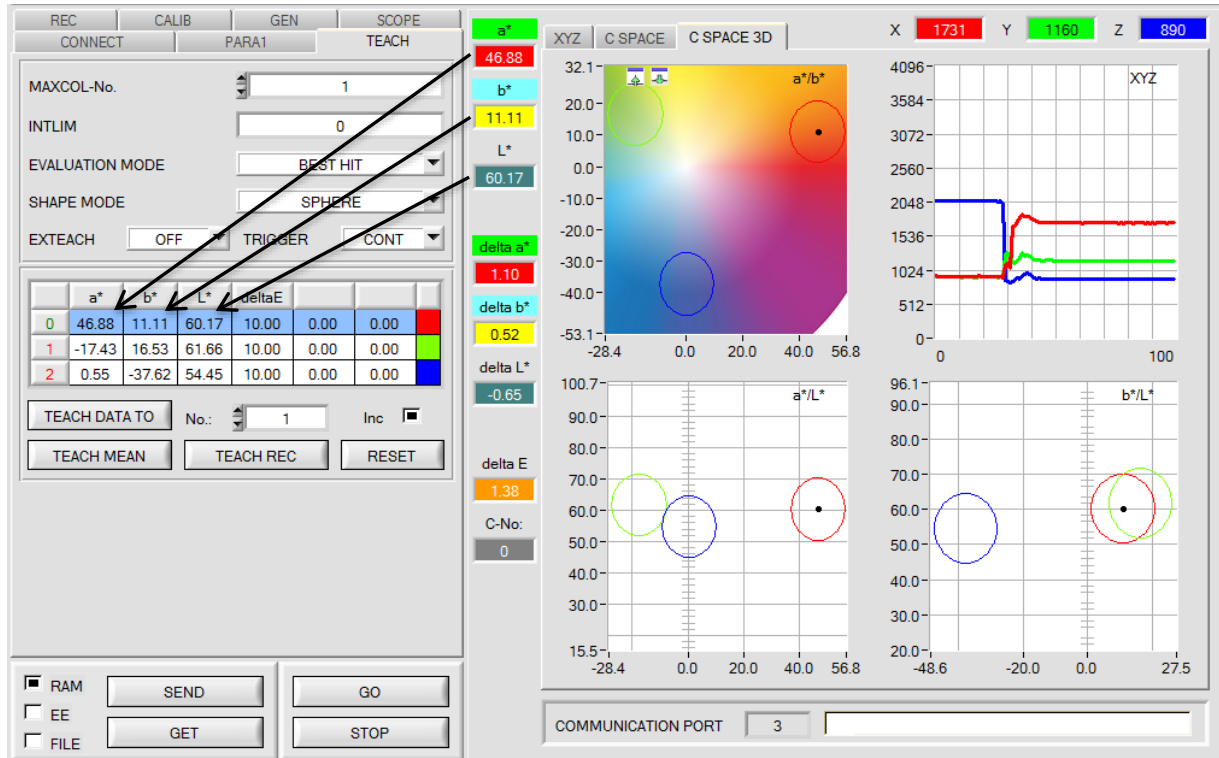 REC CALIB GEN SCOPE
CONNECT PARA1 TEACH
MAXCOL-No. 1
INTLIM 0
EVALUATION MODE BEST HIT
SHAPE MODE SPHERE
EXTEACH OFF TRIGGER CONT
a* b* L* deltaE
0 46.88 11.11 60.17 10.00 0.00 0.00
1 -17.43 16.53 61.66 10.00 0.00 0.00
2 0.55 -37.62 54.45 10.00 0.00 0.00
TEACH DATA TO No.: 1 Inc
TEACH MEAN TEACH REC RESET
RAM
EE
FILE
SEND
GET
GO
STOP
a*
46.88
b*
11.11
L*
60.17
delta a*
1.10
delta b*
0.52
delta L*
-0.65
delta E
1.38
C-No:
0
XYZ C SPACE C SPACE 3D
X 1731 Y 1160 Z 890
a*/b*
32.1
20.0
10.0
0.0
-10.0
-20.0
-30.0
-40.0
-53.1
-28.4 0.0 20.0 40.0 56.8
XYZ
4096
3584
3072
2560
2048
1536
1024
512
0
0 100
a*/L*
100.7
90.0
80.0
70.0
60.0
50.0
40.0
30.0
15.5
-28.4 0.0 20.0 40.0 56.8
b*/L*
96.1
90.0
80.0
70.0
60.0
50.0
40.0
30.0
20.0
-48.6 -20.0 0.0 27.5
COMMUNICATION PORT 3